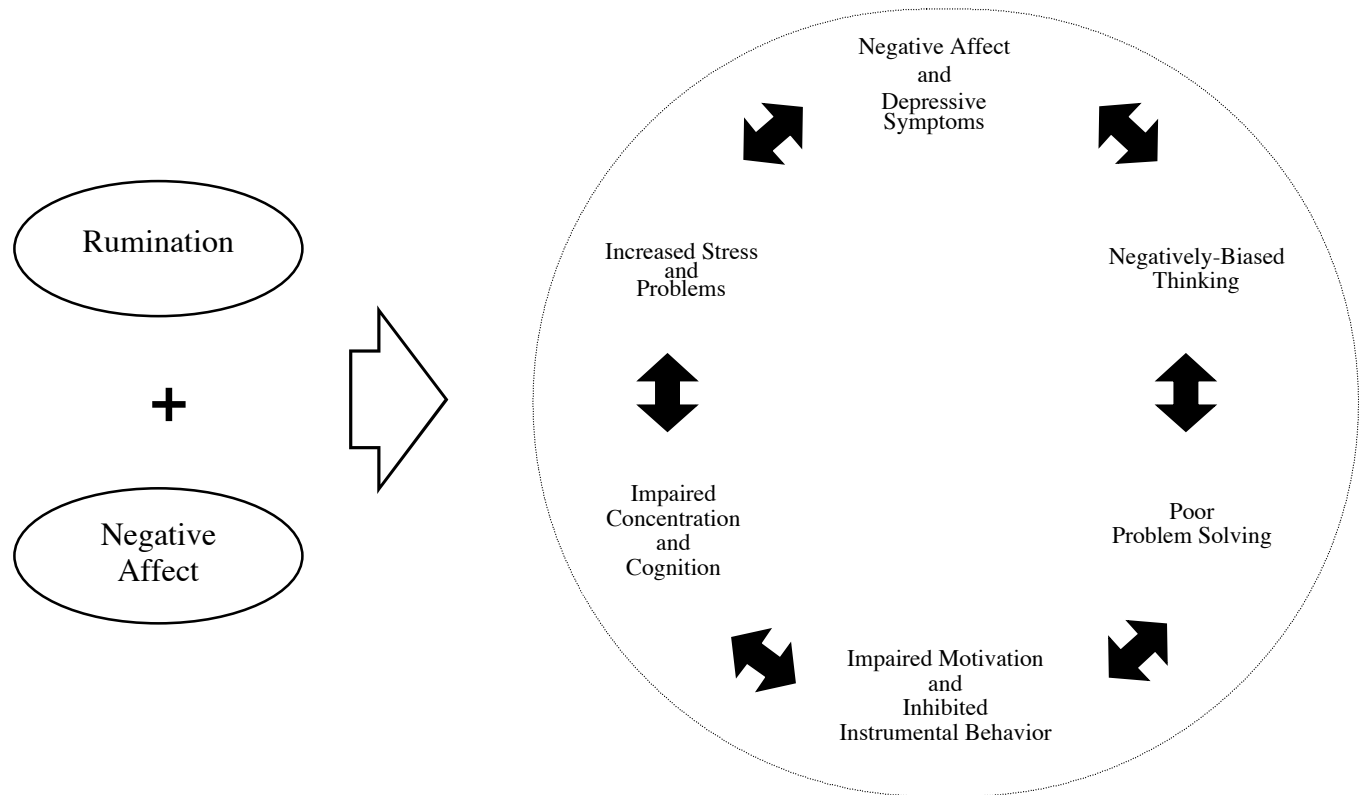 Rumination
+
Negative
Affect
Negative Affect
and
Depressive
Symptoms
Negatively-Biased
Thinking
Poor
Problem Solving
Impaired Motivation
and
Inhibited
Instrumental Behavior
Impaired
Concentration
and
Cognition
Increased Stress
and
Problems